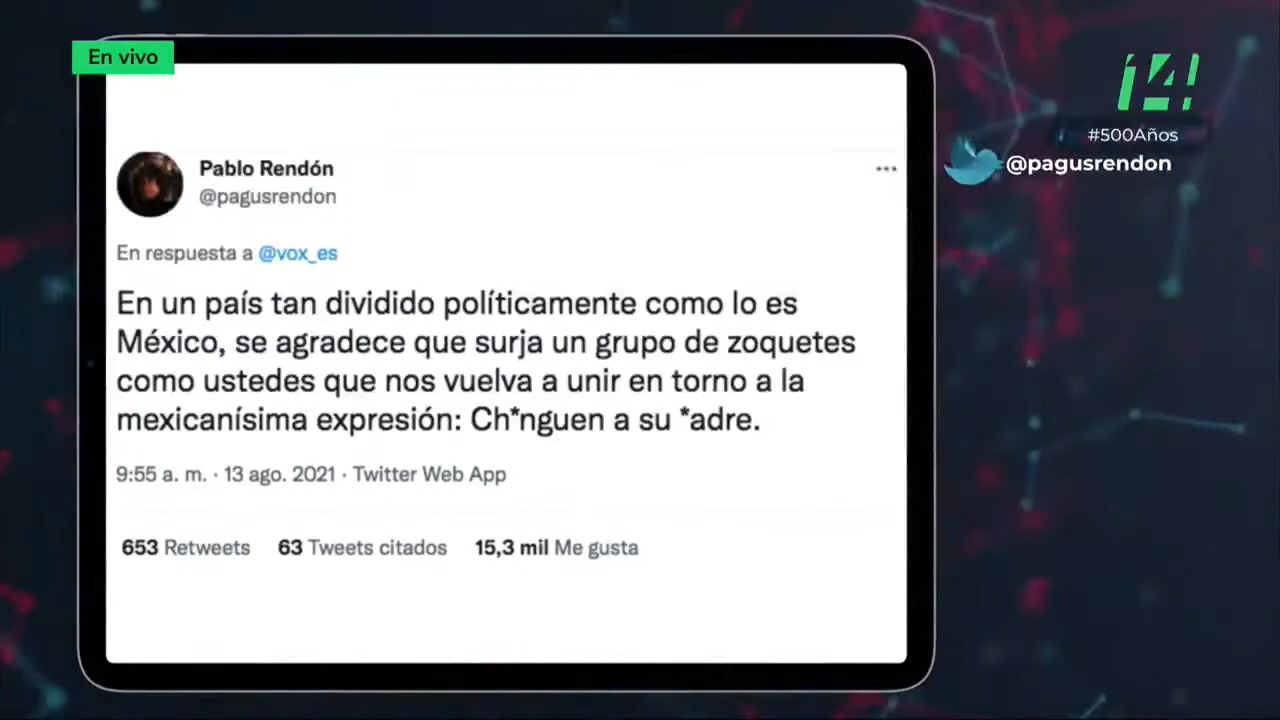 En vivo
14!
#500Años
@pagusrendon
Pablo Rendón
@pagusrendon
En respuesta a @vox_es
En un país tan dividido políticamente como lo es
México, se agradece que surja un grupo de zoquetes
como ustedes que nos vuelva a unir en torno a la
mexicanísima expresión: Ch*nguen a su *adre.
9:55 a. m. · 13 ago. 2021 · Twitter Web App
653 Retweets 63 Tweets citados 15,3 mil Me gusta